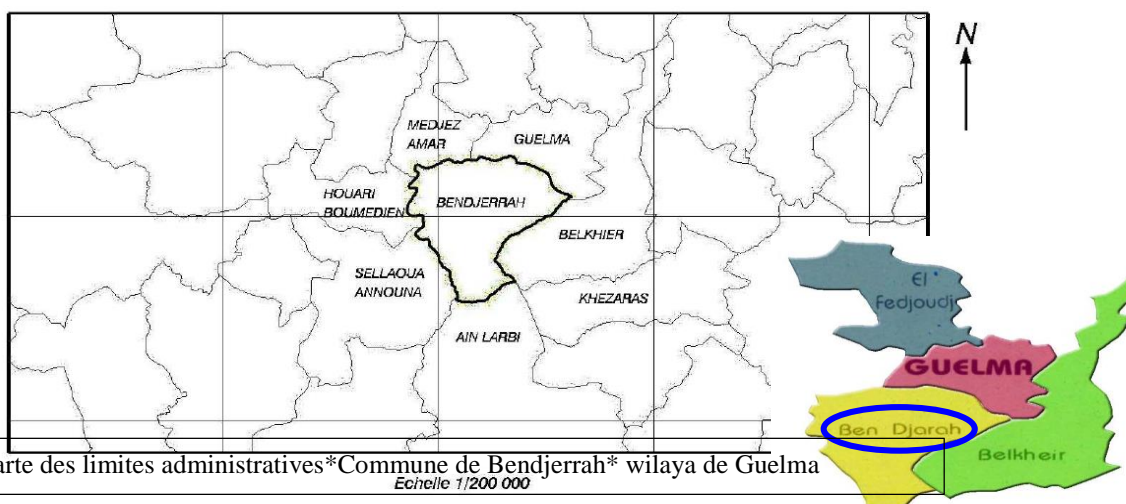 N
MEDJEZ
AMAR
GUELMA
HOUARI
BOUMEDIEN
BENDJERRAH
BELKHIER
SELLAOUA
ANNOUNA
KHEZARAS
AIN LARBI
El
Fedjoudj
GUELMA
Ben Djarah
Belkheir
arte des limites administratives*Commune de Bendjerrah* wilaya de Guelma
Echelle 1/200 000